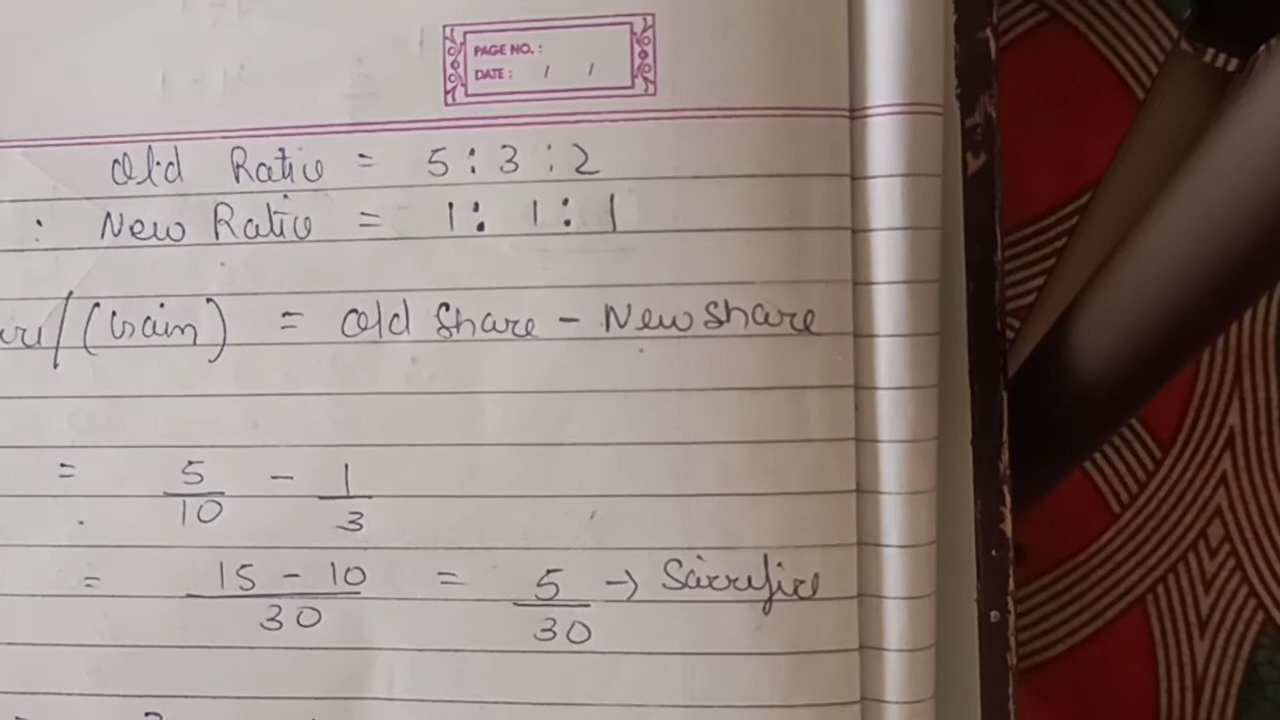 PAGE NO. :
DATE : / /
Old Ratio = 5 : 3 : 2
: New Ratio = 1 : 1 : 1
/(Gain) = Old Share - New Share
= 5/10 - 1/3
= 15 - 10/30 = 5/30 → Sacrifice